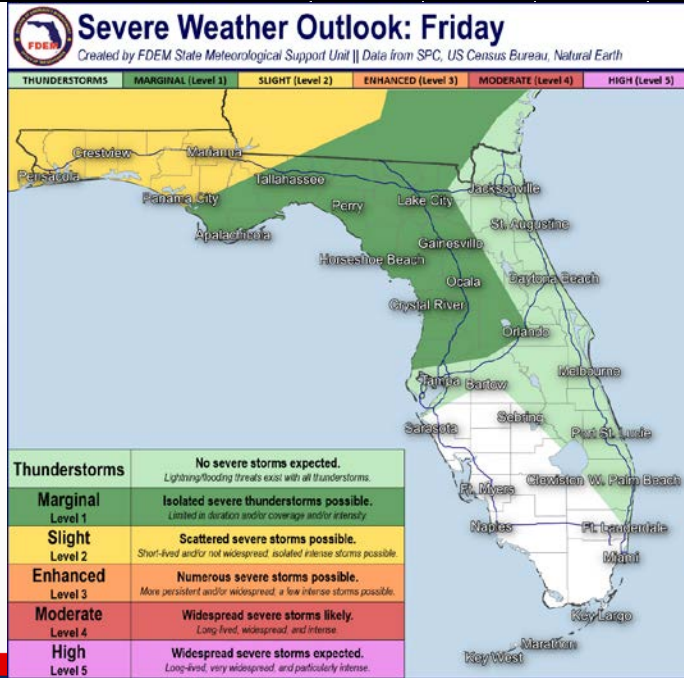 FDEM
Severe Weather Outlook: Friday
Created by FDEM State Meteorological Support Unit || Data from SPC, US Census Bureau, Natural Earth
THUNDERSTORMS MARGINAL (Level 1) SLIGHT (Level 2) ENHANCED (Level 3) MODERATE (Level 4) HIGH (Level 5)
Crestview
Marianna
Pensacola
Panama City
Tallahassee
Apalachicola
Perry
Lake City
Jacksonville
St. Augustine
Gainesville
Horseshoe Beach
Ocala
Daytona Beach
Crystal River
Orlando
Tampa
Bartow
Melbourne
Sebring
Sarasota
Port St. Lucie
Clewiston
W. Palm Beach
Ft. Myers
Naples
Ft. Lauderdale
Miami
Key Largo
Marathon
Key West
Thunderstorms
No severe storms expected.
Lightning/flooding threats exist with all thunderstorms.
Marginal
Level 1
Isolated severe thunderstorms possible.
Limited in duration and/or coverage and/or intensity
Slight
Level 2
Scattered severe storms possible.
Short-lived and/or not widespread; isolated intense storms possible.
Enhanced
Level 3
Numerous severe storms possible.
More persistent and/or widespread; a few intense storms possible.
Moderate
Level 4
Widespread severe storms likely.
Long-lived, widespread, and intense.
High
Level 5
Widespread severe storms expected.
Long-lived, very widespread, and particularly intense.